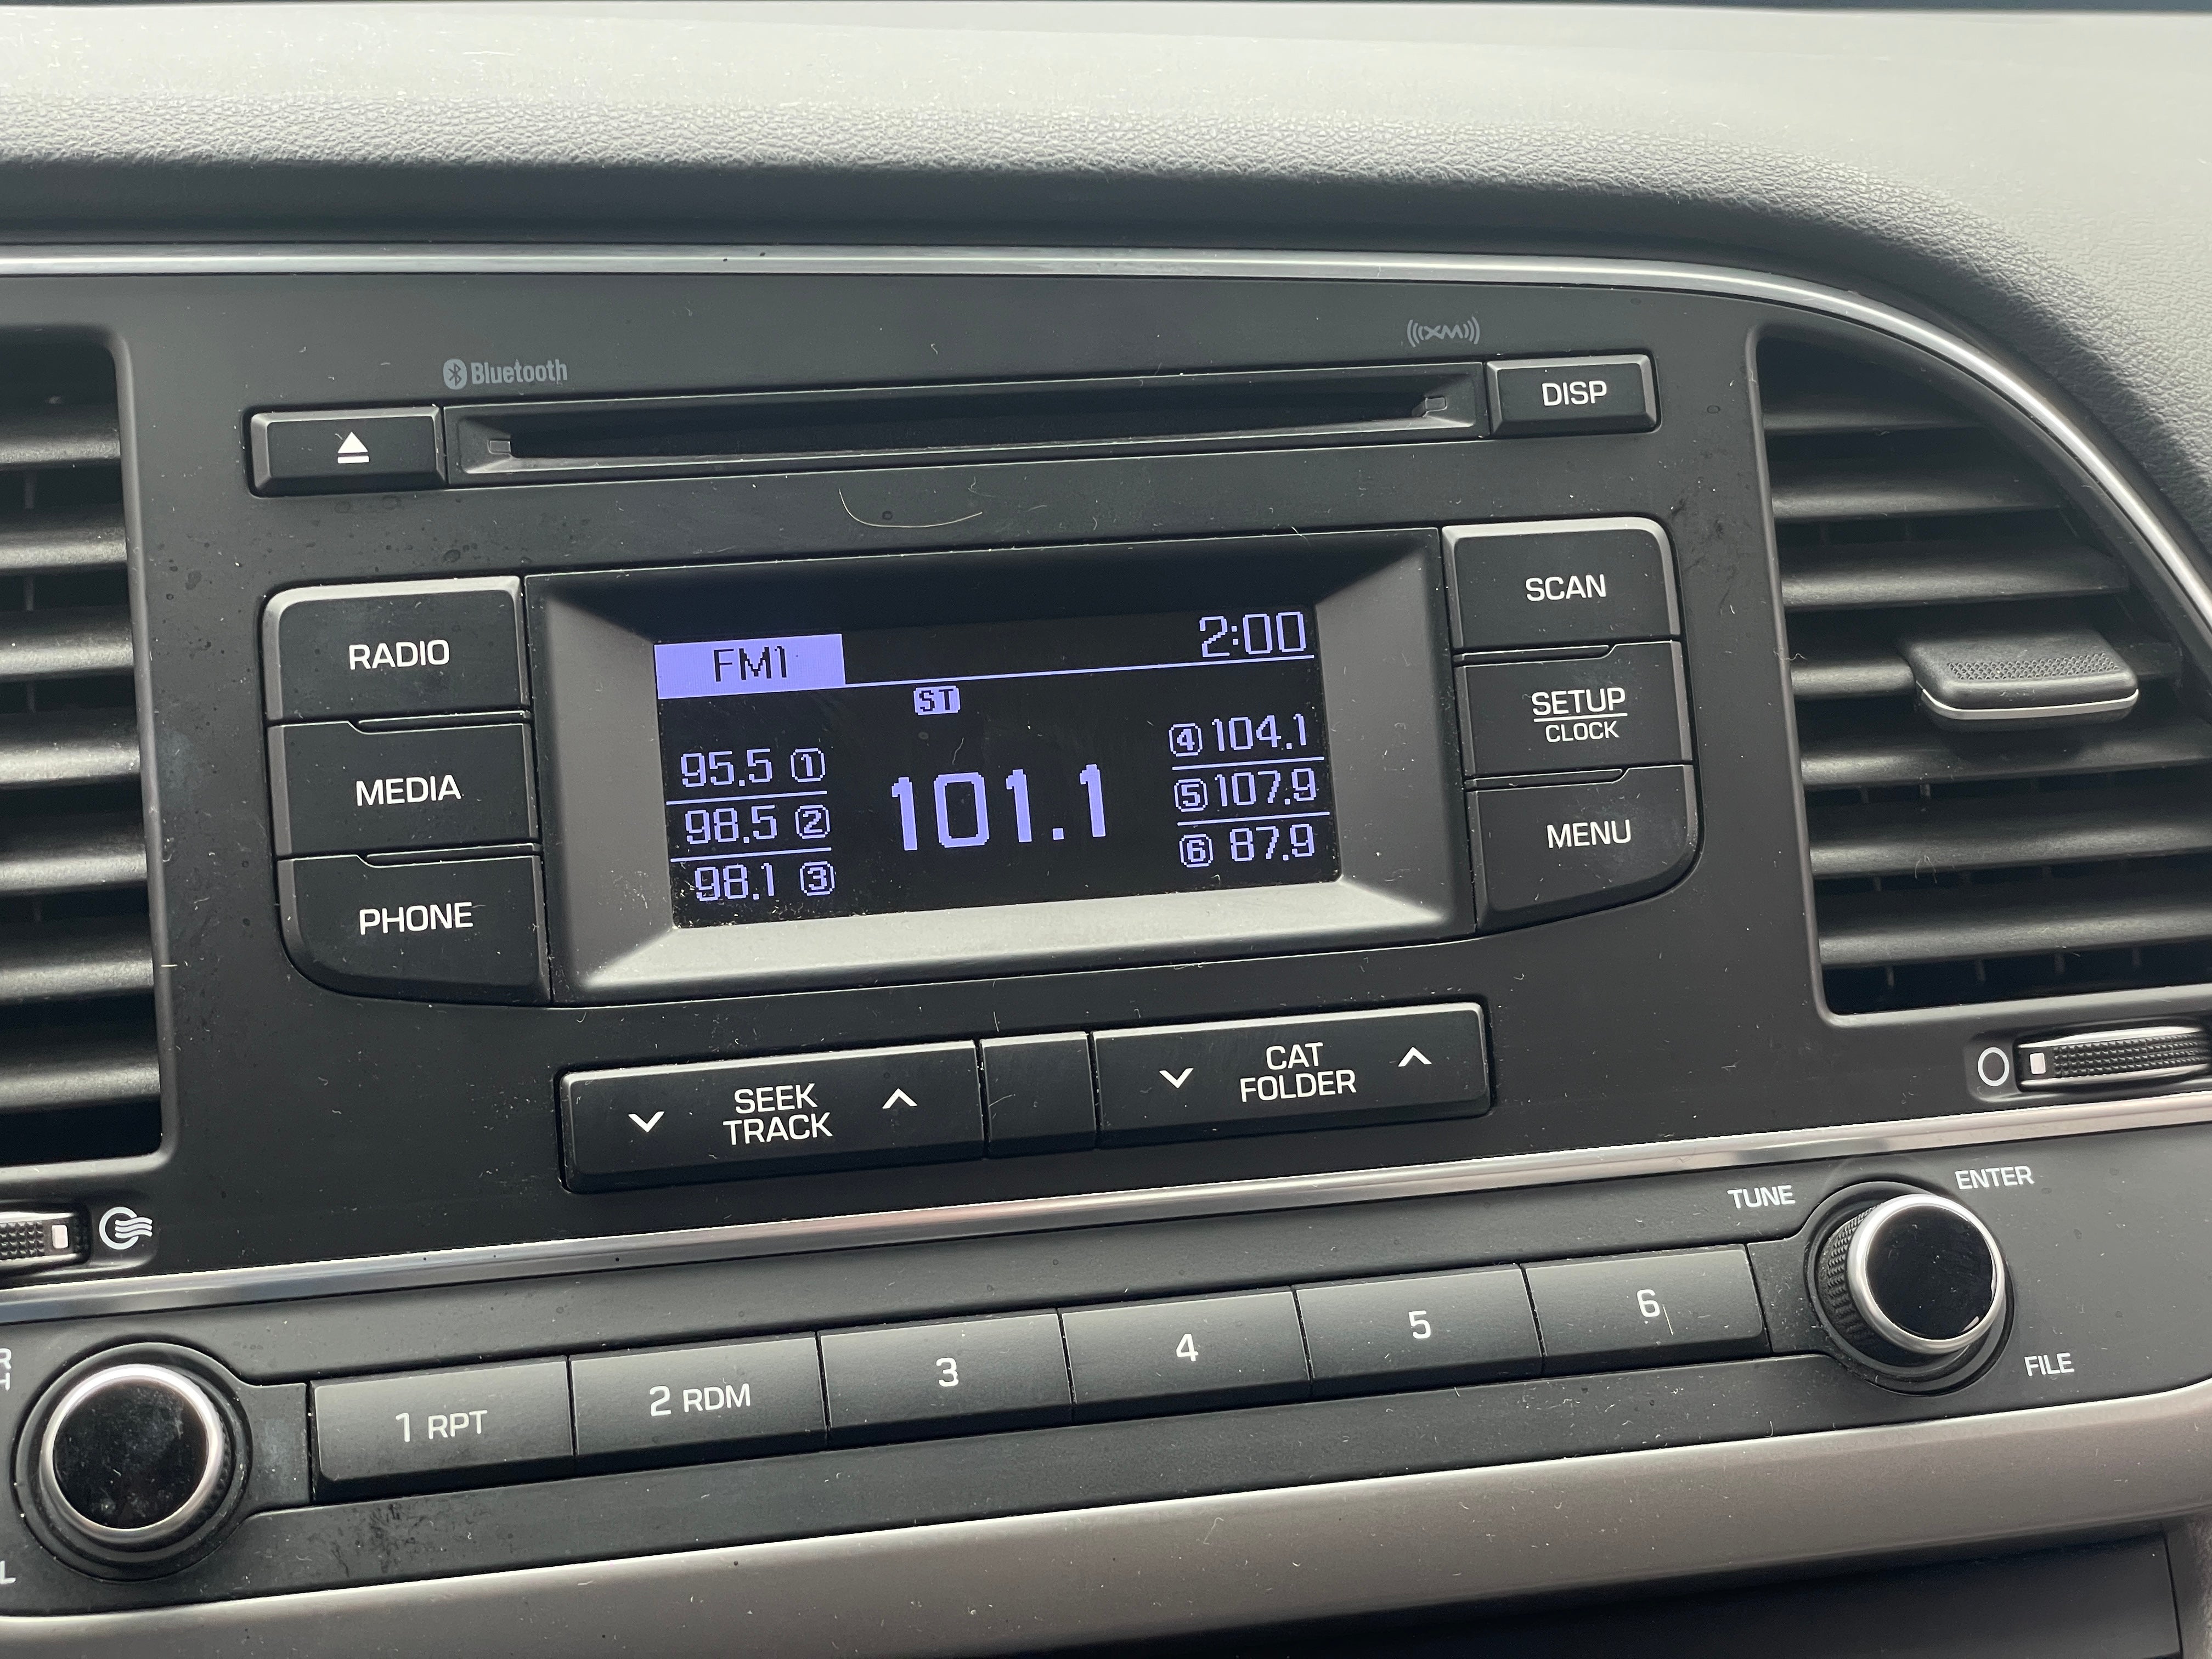 Bluetooth
((XM))
DISP
RADIO
MEDIA
PHONE
FM1
2:00
ST
95.5 1
98.5 2
98.1 3
101.1
4 104.1
5 107.9
6 87.9
SCAN
SETUP
CLOCK
MENU
SEEK
TRACK
CAT
FOLDER
TUNE
ENTER
FILE
1 RPT
2 RDM
3
4
5
6
R
H
L